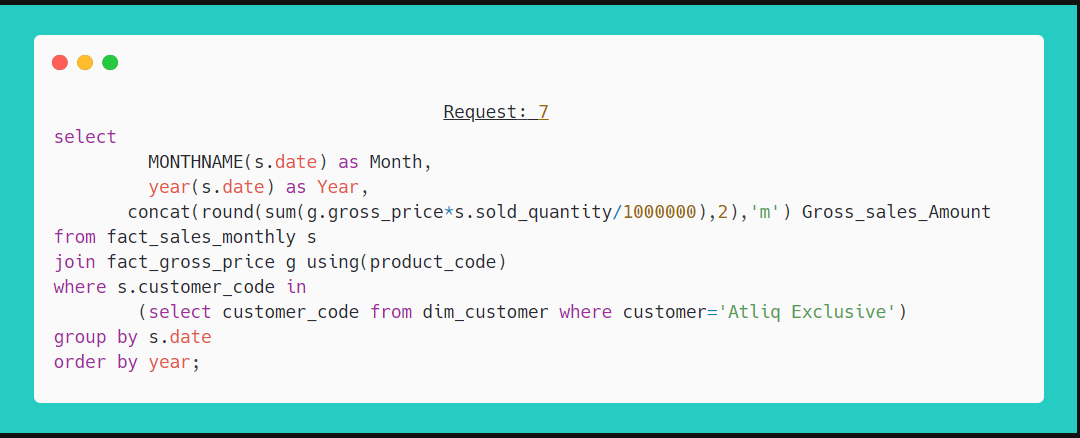 Request: 7
select
MONTHNAME(s.date) as Month,
year(s.date) as Year,
concat(round(sum(g.gross_price*s.sold_quantity/1000000),2),'m') Gross_sales_Amount
from fact_sales_monthly s
join fact_gross_price g using(product_code)
where s.customer_code in
(select customer_code from dim_customer where customer='Atliq Exclusive')
group by s.date
order by year;